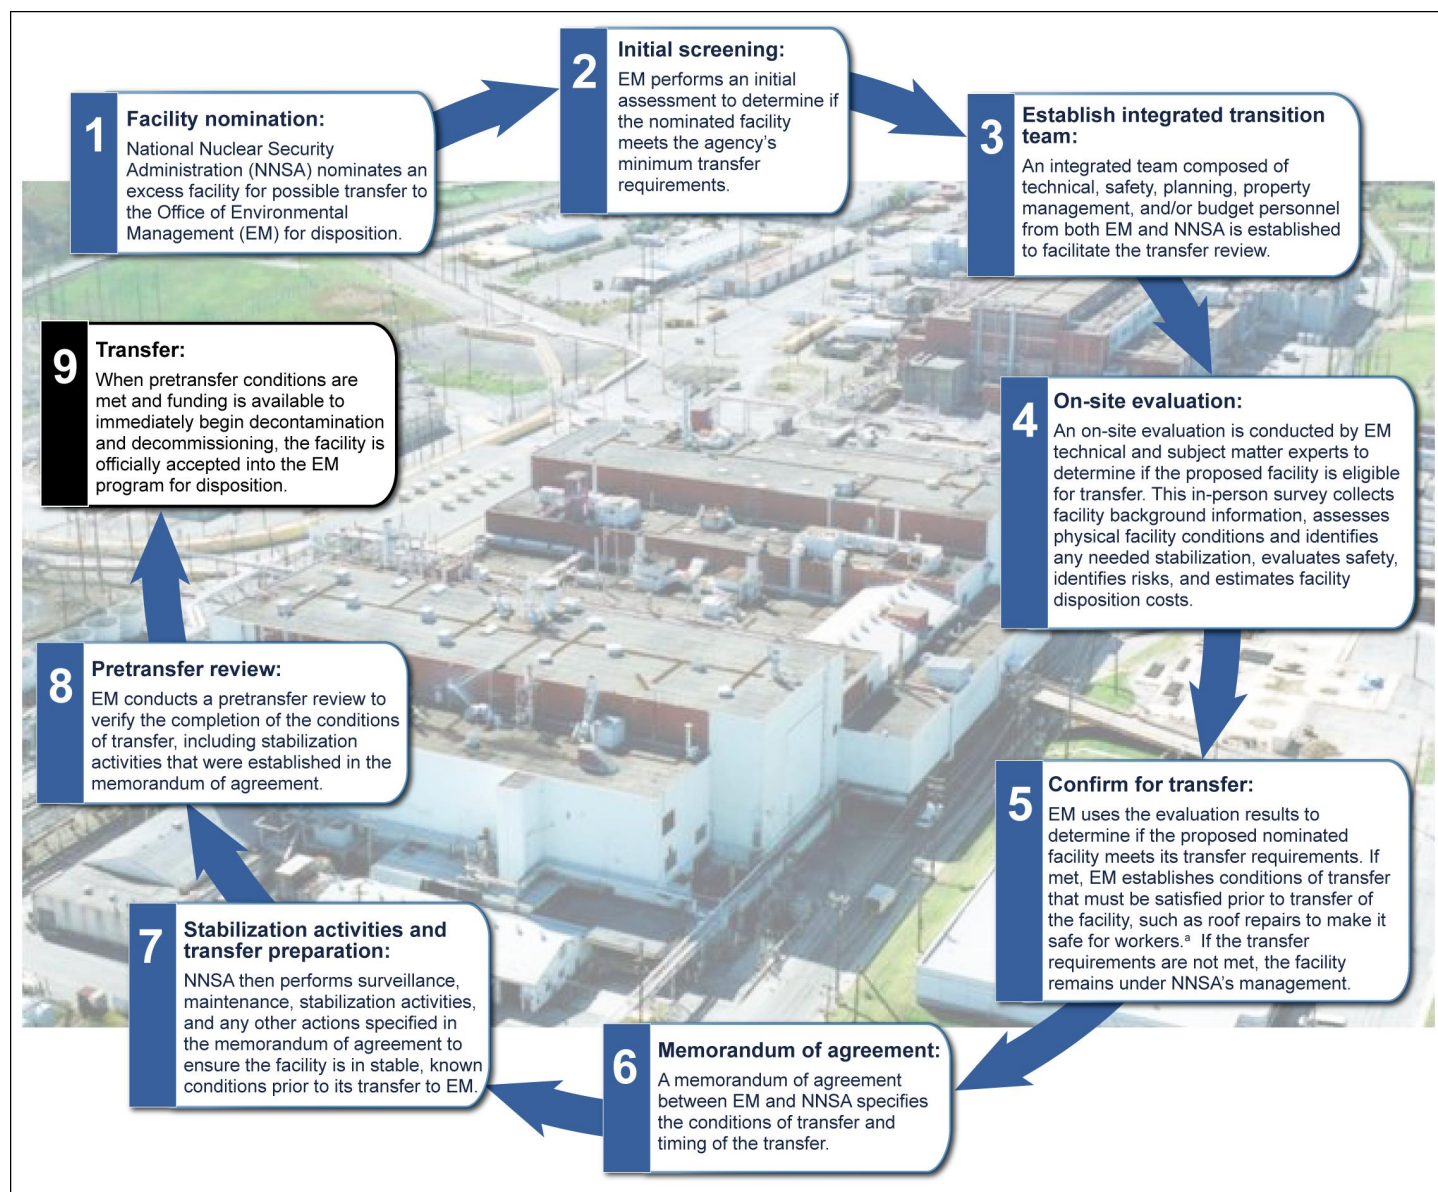 1
Facility nomination:
National Nuclear Security
Administration (NNSA) nominates an
excess facility for possible transfer to
the Office of Environmental
Management (EM) for disposition.
2
Initial screening:
EM performs an initial
assessment to determine if
the nominated facility
meets the agency's
minimum transfer
requirements.
3
Establish integrated transition
team:
An integrated team composed of
technical, safety, planning, property
management, and/or budget personnel
from both EM and NNSA is established
to facilitate the transfer review.
4
On-site evaluation:
An on-site evaluation is conducted by EM
technical and subject matter experts to
determine if the proposed facility is eligible
for transfer. This in-person survey collects
facility background information, assesses
physical facility conditions and identifies
any needed stabilization, evaluates safety,
identifies risks, and estimates facility
disposition costs.
5
Confirm for transfer:
EM uses the evaluation results to
determine if the proposed nominated
facility meets its transfer requirements. If
met, EM establishes conditions of transfer
that must be satisfied prior to transfer of
the facility, such as roof repairs to make it
safe for workers.ª If the transfer
requirements are not met, the facility
remains under NNSA's management.
6
Memorandum of agreement:
A memorandum of agreement
between EM and NNSA specifies
the conditions of transfer and
timing of the transfer.
7
Stabilization activities and
transfer preparation:
NNSA then performs surveillance,
maintenance, stabilization activities,
and any other actions specified in
the memorandum of agreement to
ensure the facility is in stable, known
conditions prior to its transfer to EM.
8
Pretransfer review:
EM conducts a pretransfer review to
verify the completion of the conditions
of transfer, including stabilization
activities that were established in the
memorandum of agreement.
9
Transfer:
When pretransfer conditions are
met and funding is available to
immediately begin decontamination
and decommissioning, the facility is
officially accepted into the EM
program for disposition.